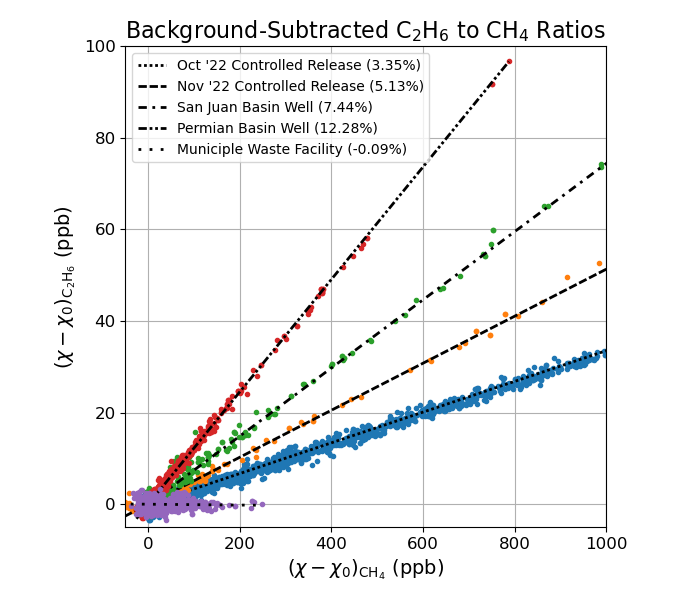 Background-Subtracted C₂H₆ to CH₄ Ratios
Oct '22 Controlled Release (3.35%)
Nov '22 Controlled Release (5.13%)
San Juan Basin Well (7.44%)
Permian Basin Well (12.28%)
Municiple Waste Facility (-0.09%)
100
80
60
40
20
0
(χ − χ₀)C₂H₆ (ppb)
0 200 400 600 800 1000
(χ − χ₀)CH₄ (ppb)